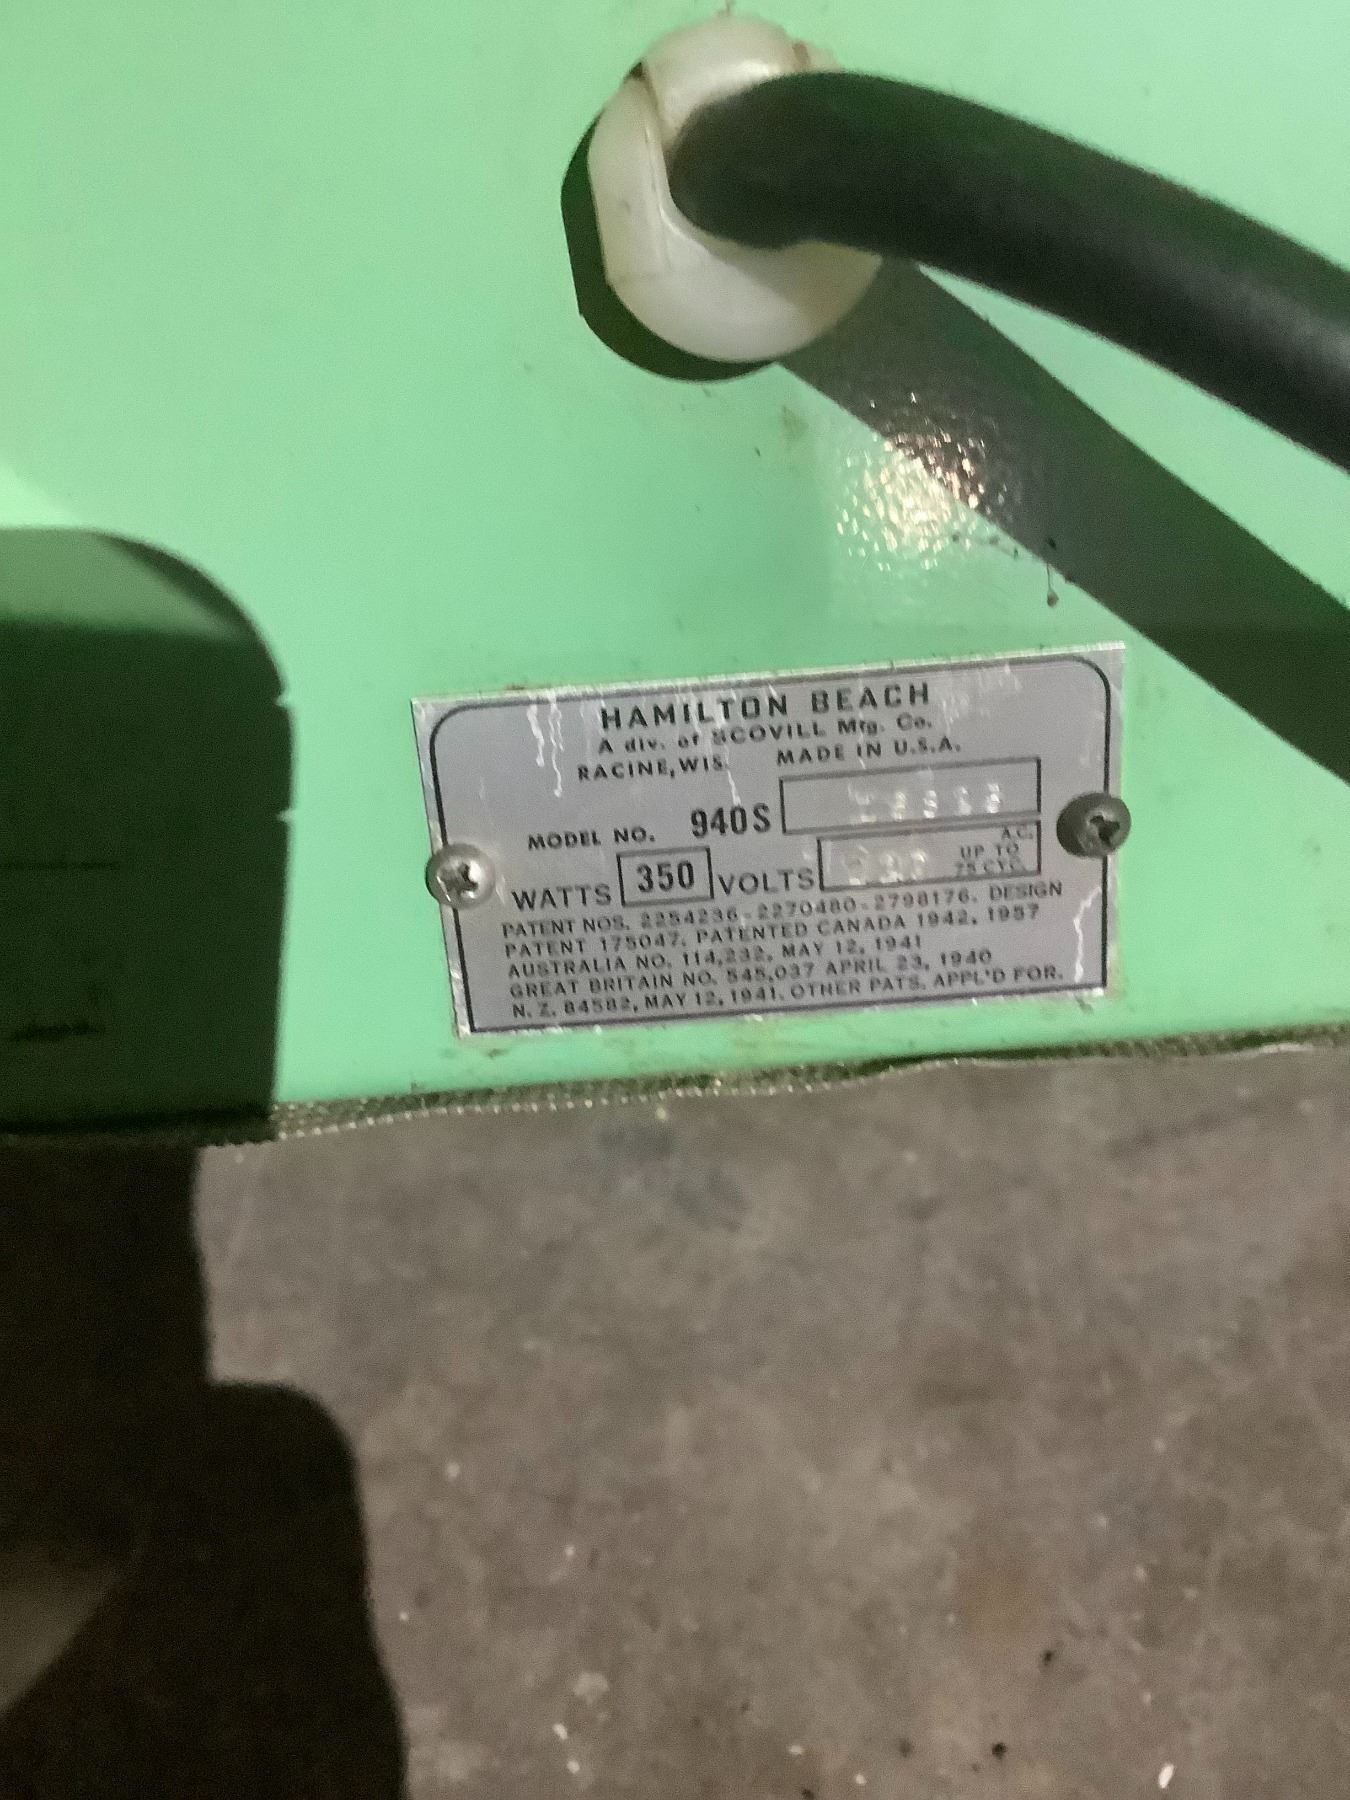 HAMILTON BEACH
A div. of SCOVILL Mfg. Co.
RACINE, WIS. MADE IN U.S.A.
MODEL NO. 940S
WATTS 350 VOLTS A.C. UP TO 75 CYC.
PATENT NOS. 2254236-2270480-2798176. DESIGN
PATENT 175047. PATENTED CANADA 1942, 1957
AUSTRALIA NO. 114,232, MAY 12, 1941
GREAT BRITAIN NO. 545,037 APRIL 23, 1940
N. Z. 84582, MAY 12, 1941. OTHER PATS. APPL'D FOR.